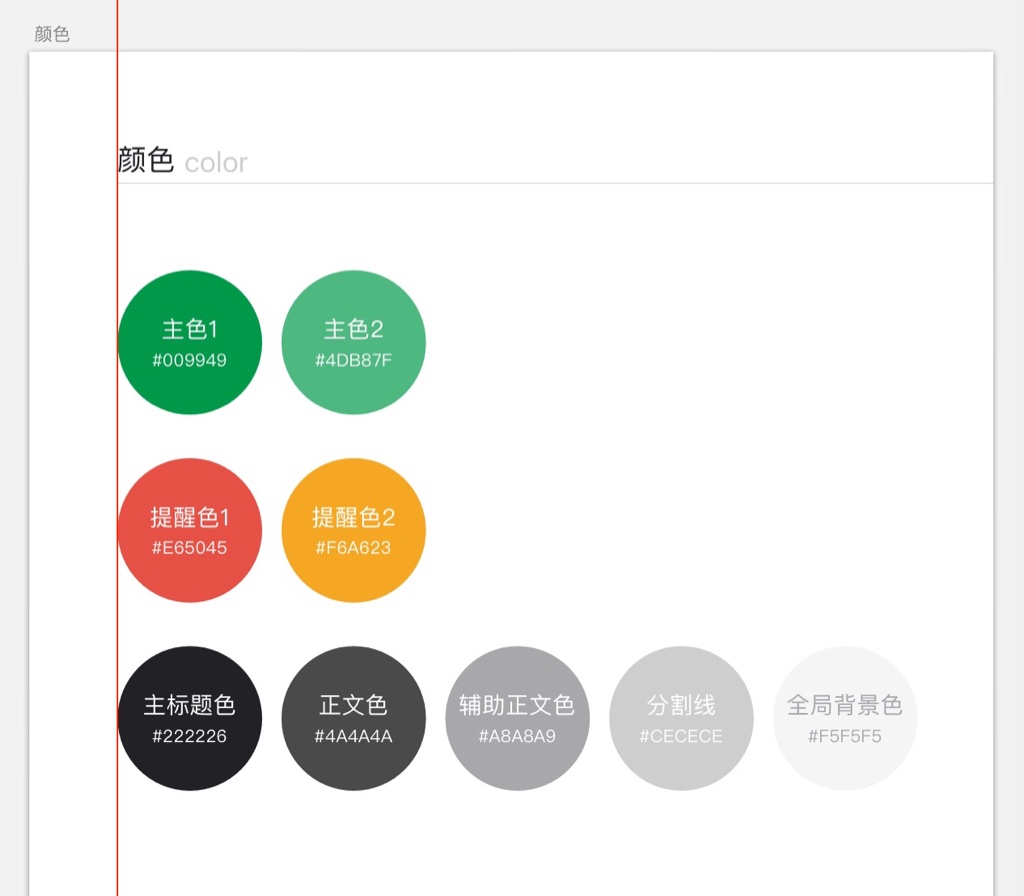 颜色
颜色 color
主色1
#009949
主色2
#4DB87F
提醒色1
#E65045
提醒色2
#F6A623
主标题色
#222226
正文色
#4A4A4A
辅助正文色
#A8A8A9
分割线
#CECECE
全局背景色
#F5F5F5